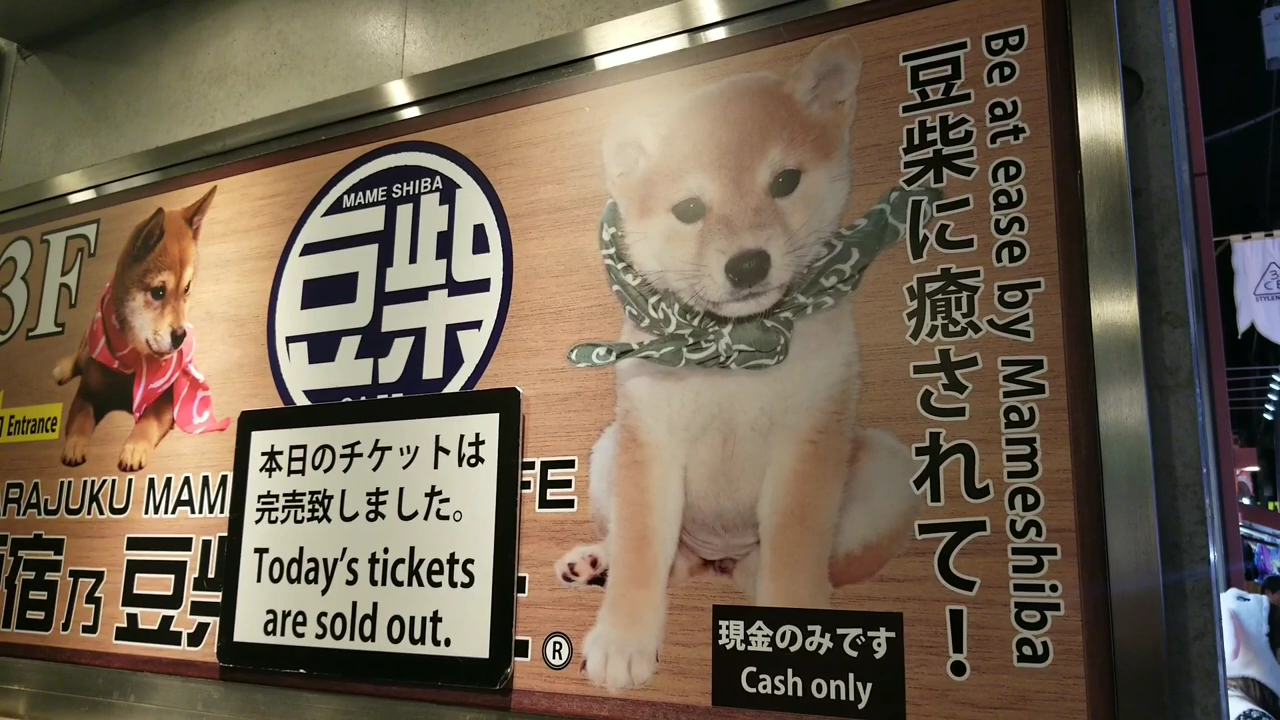 3F
Entrance
MAME SHIBA
豆柴
本日のチケットは
完売致しました。
Today's tickets
are sold out.
ARAJUKU MAM
FE
宿乃 豆柴
®
豆柴に癒されて!
Be at ease by Mameshiba
現金のみです
Cash only